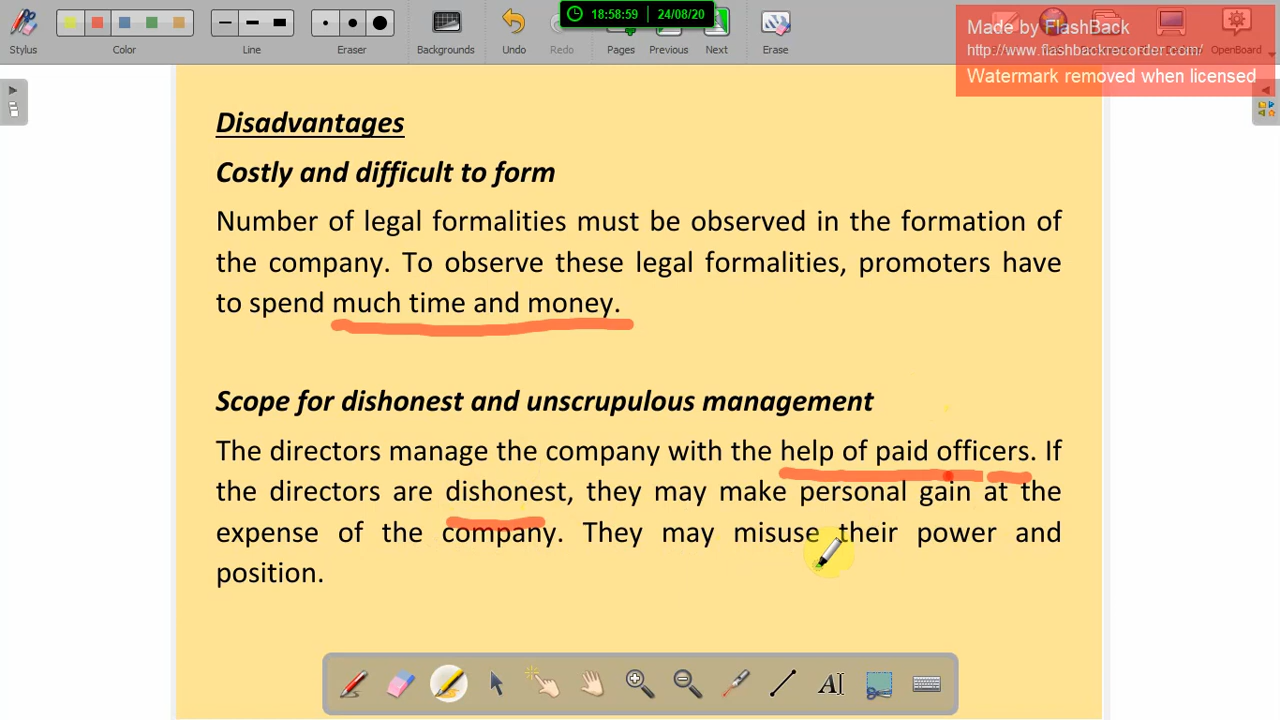 18:58:59 24/08/20
Made by FlashBack
http://www.flashbackrecorder.com/
Watermark removed when licensed
Stylus Color Line Eraser Backgrounds Undo Redo Pages Previous Next Erase OpenBoard
Disadvantages
Costly and difficult to form
Number of legal formalities must be observed in the formation of
the company. To observe these legal formalities, promoters have
to spend much time and money.
Scope for dishonest and unscrupulous management
The directors manage the company with the help of paid officers. If
the directors are dishonest, they may make personal gain at the
expense of the company. They may misuse their power and
position.